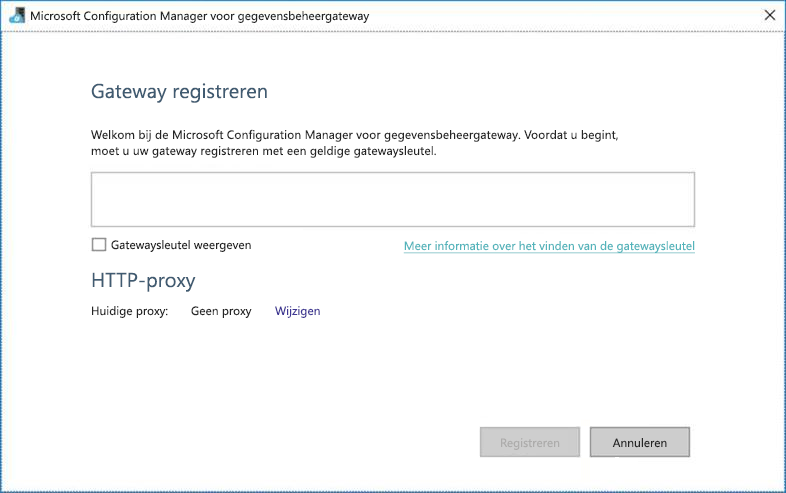 Microsoft Configuration Manager voor gegevensbeheergateway
Gateway registreren
Welkom bij de Microsoft Configuration Manager voor gegevensbeheergateway. Voordat u begint,
moet u uw gateway registreren met een geldige gatewaysleutel.
Gatewaysleutel weergeven
Meer informatie over het vinden van de gatewaysleutel
HTTP-proxy
Huidige proxy: Geen proxy Wijzigen
Registreren Annuleren